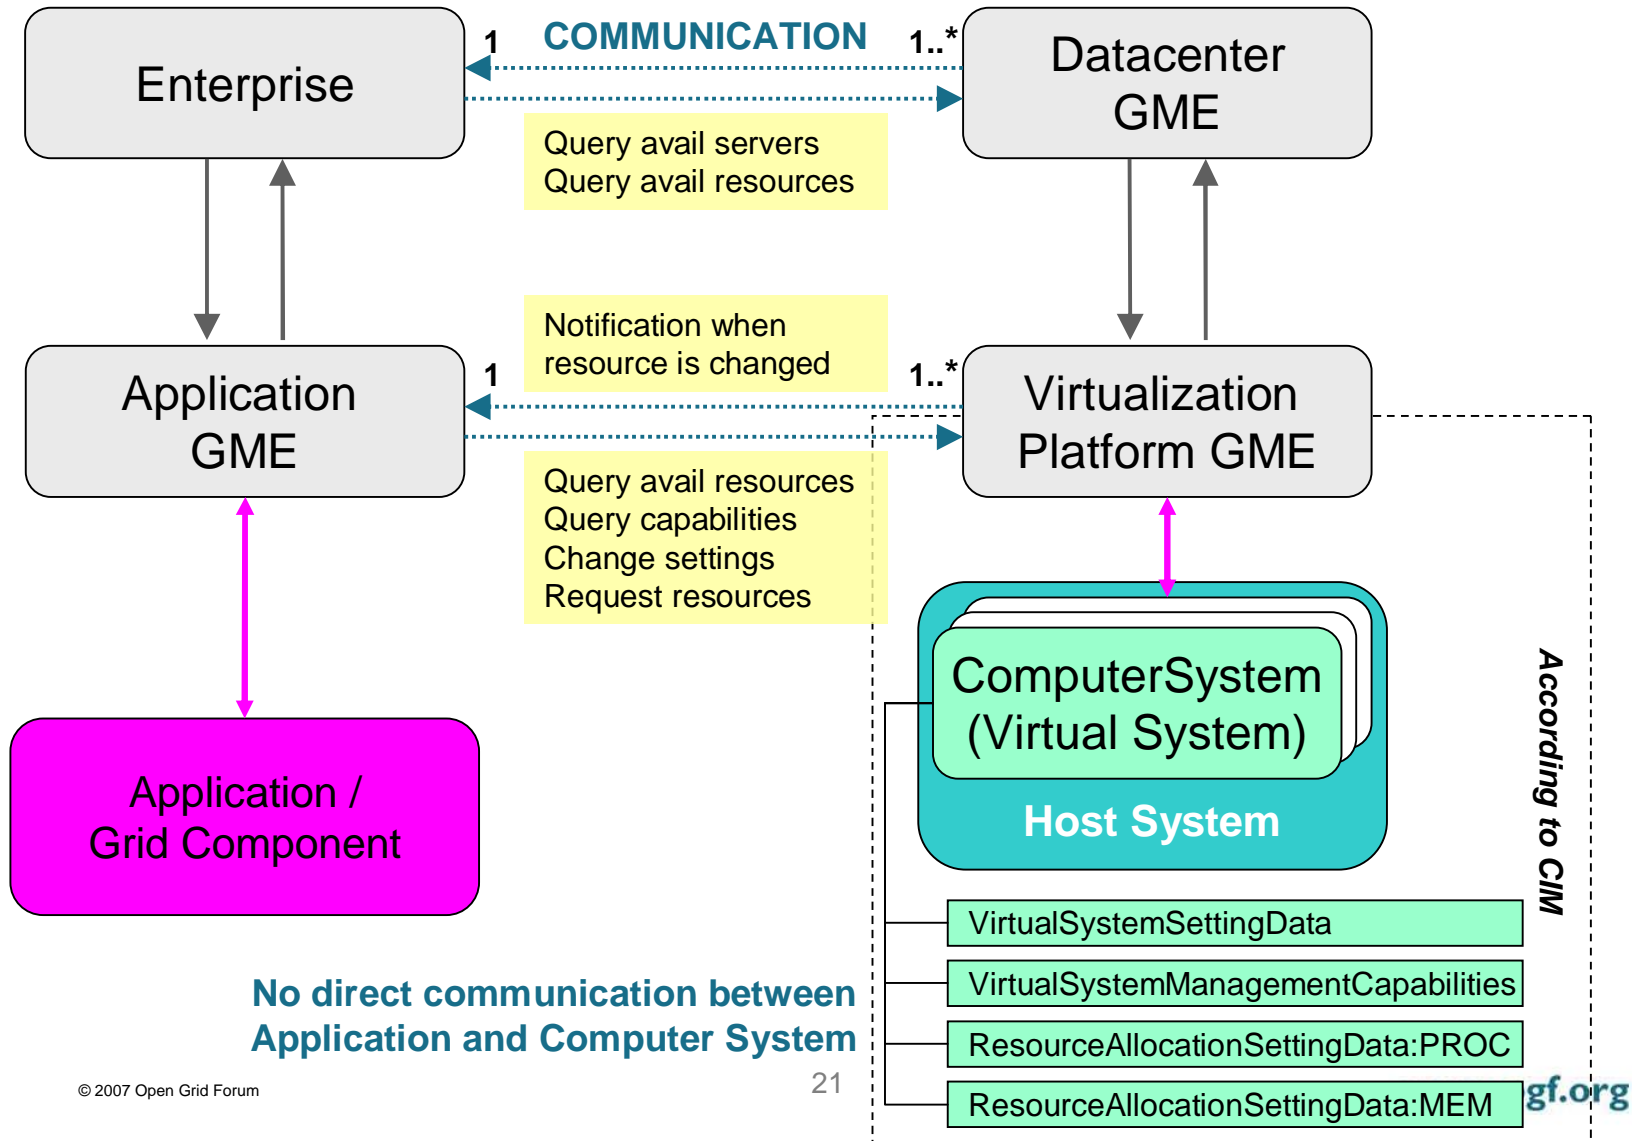 Enterprise
1
COMMUNICATION
1..*
Datacenter
GME
Query avail servers
Query avail resources
Notification when
resource is changed
Application
GME
1
1..*
Virtualization
Platform GME
Query avail resources
Query capabilities
Change settings
Request resources
ComputerSystem
(Virtual System)
Host System
According to CIM
Application /
Grid Component
VirtualSystemSettingData
VirtualSystemManagementCapabilities
ResourceAllocationSettingData:PROC
ResourceAllocationSettingData:MEM
No direct communication between
Application and Computer System
© 2007 Open Grid Forum
21
gf.org